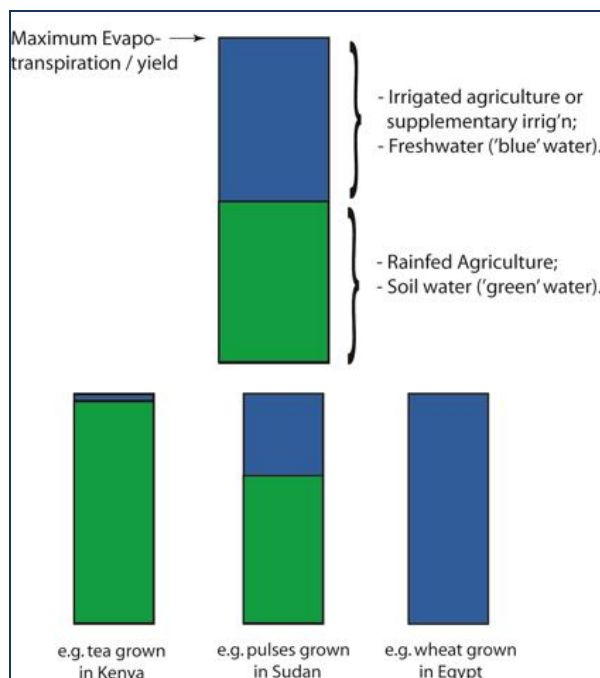 Maximum Evapo-
transpiration / yield
- Irrigated agriculture or
supplementary irrig'n;
- Freshwater ('blue' water).
- Rainfed Agriculture;
- Soil water ('green' water).
e.g. tea grown
in Kenya
e.g. pulses grown
in Sudan
e.g. wheat grown
in Egypt